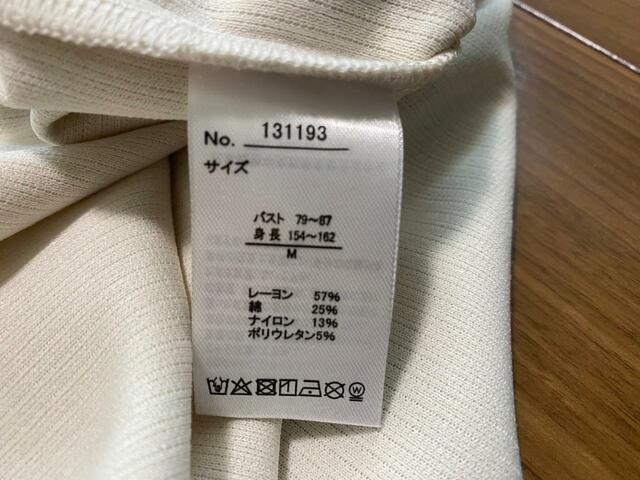 No. 131193
サイズ
バスト 79～87
身長 154～162
M
レーヨン 57%
綿 25%
ナイロン 13%
ポリウレタン5%